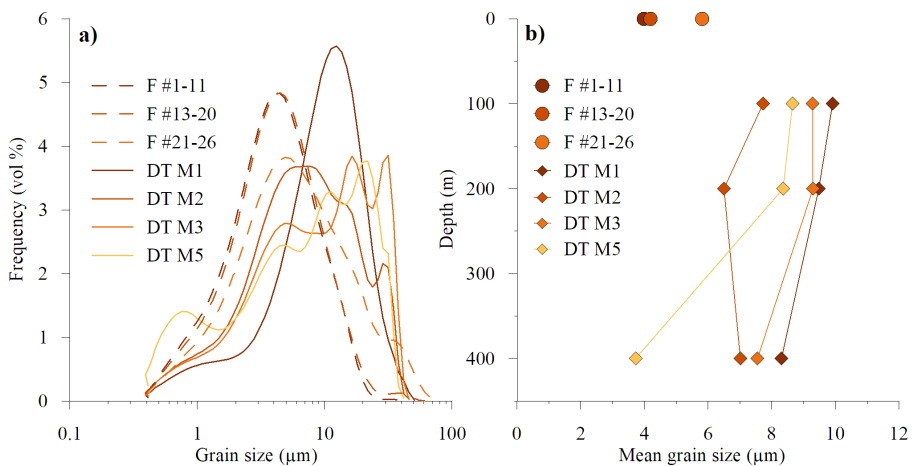 a)
6
5
4
3
2
1
0
Frequency (vol %)
F #1-11
F #13-20
F #21-26
DT M1
DT M2
DT M3
DT M5
0.1 1 10 100
Grain size (µm)
b)
0
100
200
300
400
Depth (m)
F #1-11
F #13-20
F #21-26
DT M1
DT M2
DT M3
DT M5
0 2 4 6 8 10 12
Mean grain size (µm)